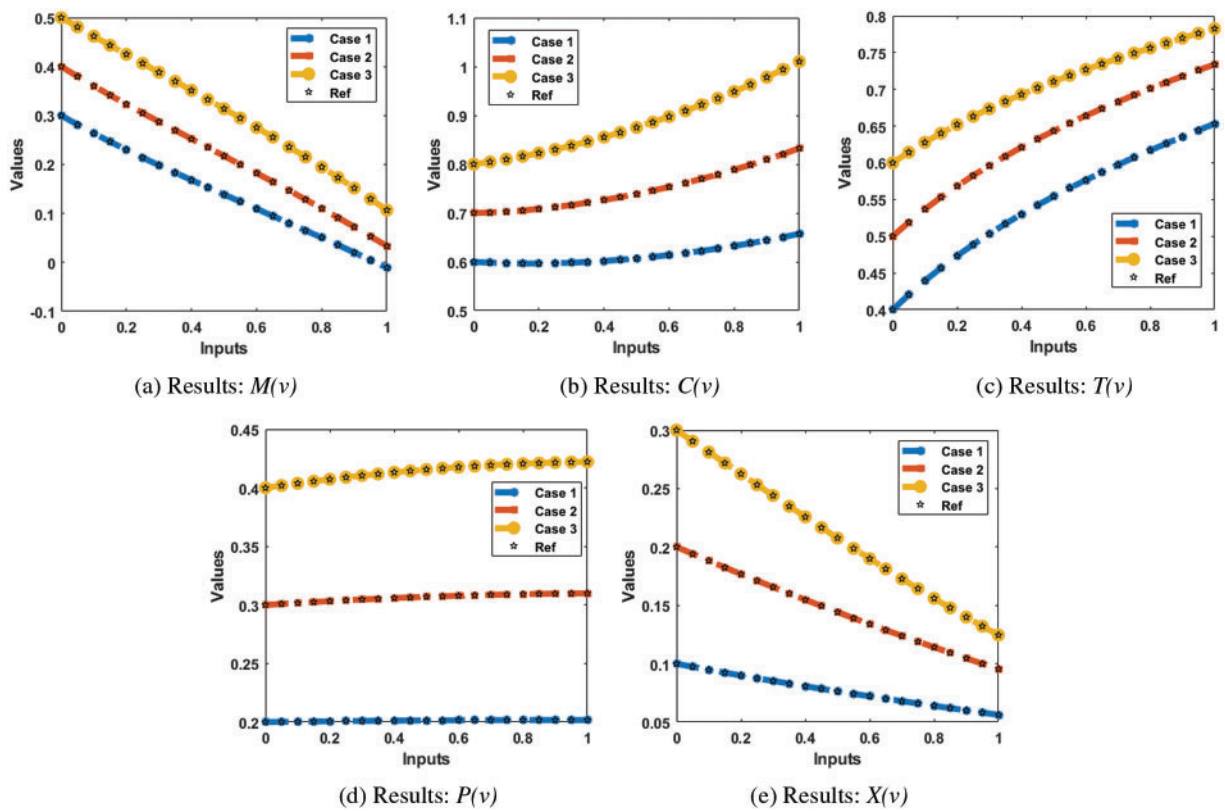 0.5
0.4
0.3
0.2
0.1
0
-0.1
Values
0 0.2 0.4 0.6 0.8 1
Inputs
Case 1
Case 2
Case 3
Ref
(a) Results: M(v)
1.1
1
0.9
0.8
0.7
0.6
0.5
Values
0 0.2 0.4 0.6 0.8 1
Inputs
Case 1
Case 2
Case 3
Ref
(b) Results: C(v)
0.8
0.75
0.7
0.65
0.6
0.55
0.5
0.45
0.4
Values
0 0.2 0.4 0.6 0.8 1
Inputs
Case 1
Case 2
Case 3
Ref
(c) Results: T(v)
0.45
0.4
0.35
0.3
0.25
0.2
Values
0 0.2 0.4 0.6 0.8 1
Inputs
Case 1
Case 2
Case 3
Ref
(d) Results: P(v)
0.3
0.25
0.2
0.15
0.1
0.05
Values
0 0.2 0.4 0.6 0.8 1
Inputs
Case 1
Case 2
Case 3
Ref
(e) Results: X(v)